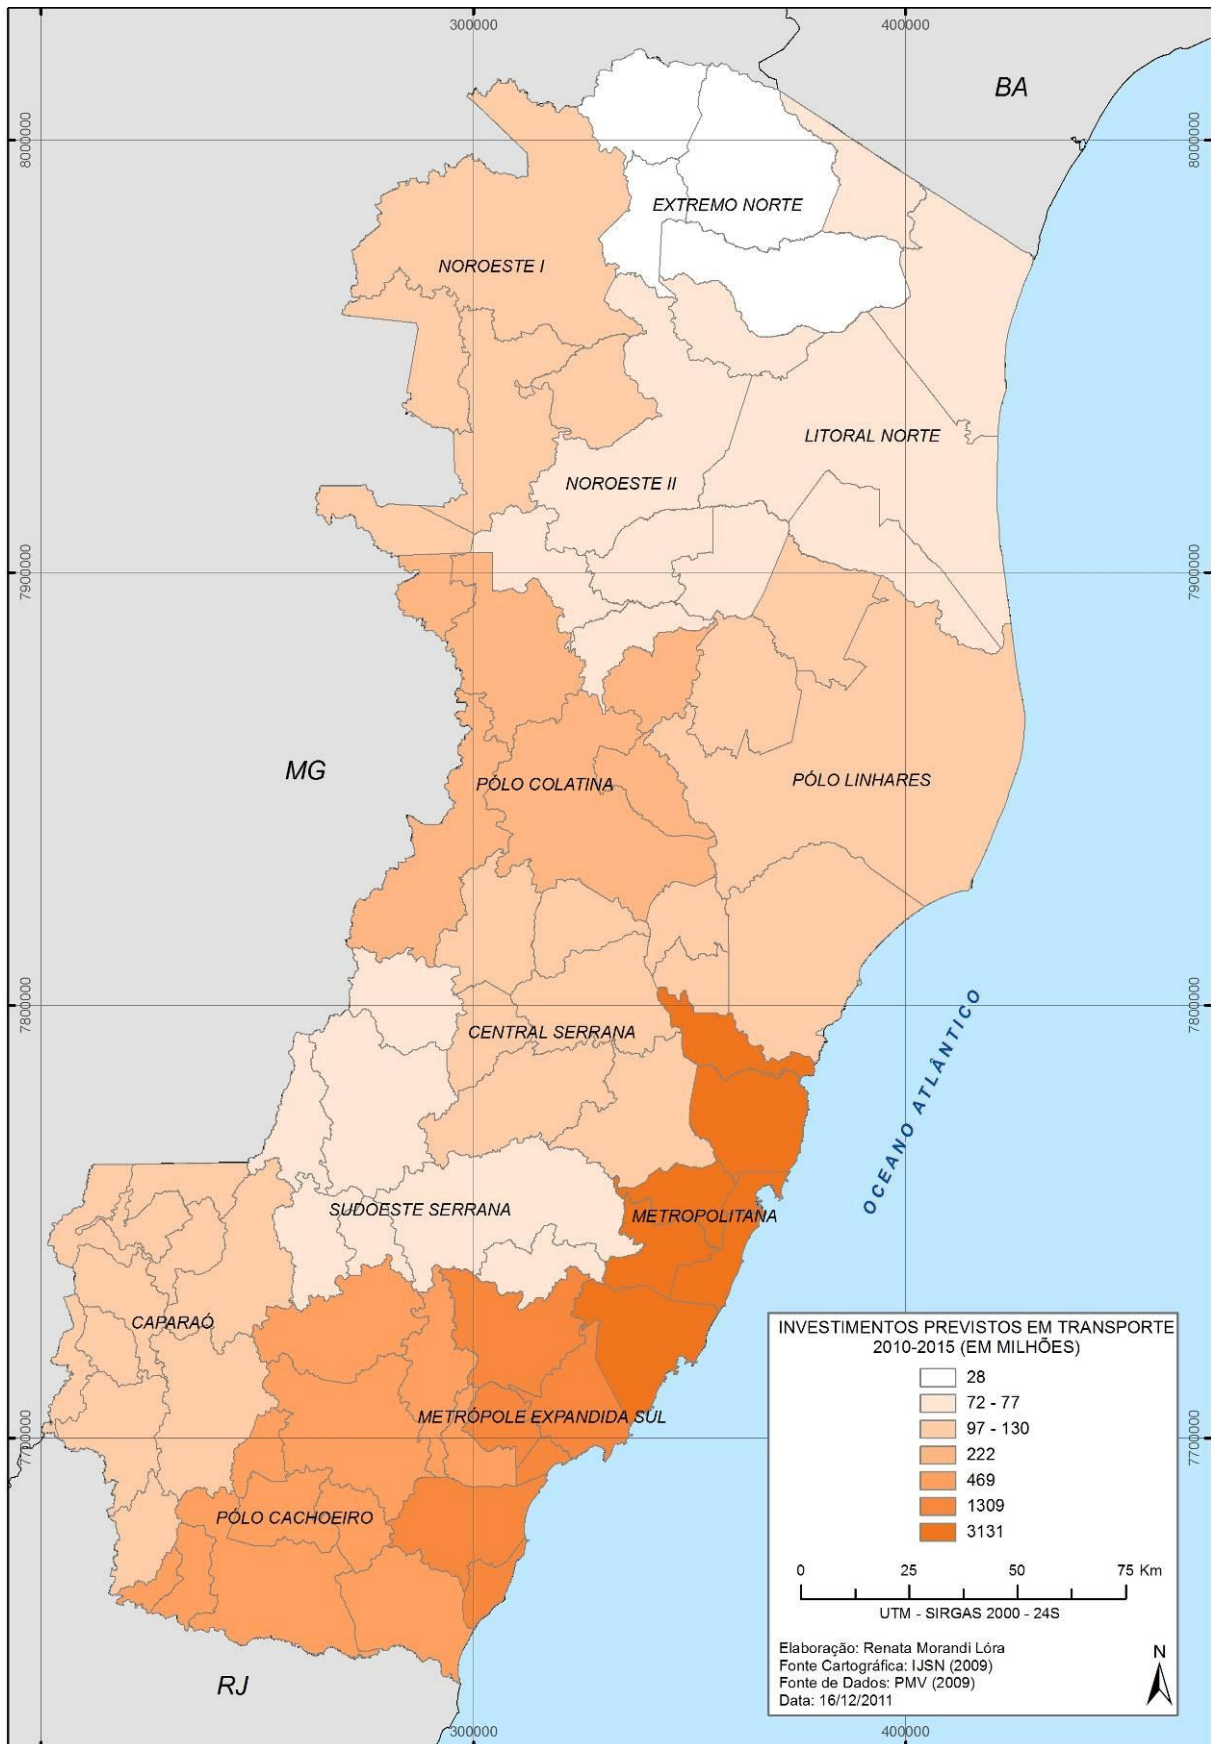 300000
400000
BA
8000000
8000000
EXTREMO NORTE
NOROESTE I
LITORAL NORTE
NOROESTE II
7900000
7900000
MG
PÓLO COLATINA
PÓLO LINHARES
7800000
7800000
CENTRAL SERRANA
OCEANO ATLÂNTICO
SUDOESTE SERRANA
METROPOLITANA
CAPARAÓ
METRÓPOLE EXPANDIDA SUL
7700000
7700000
PÓLO CACHOEIRO
RJ
INVESTIMENTOS PREVISTOS EM TRANSPORTE
2010-2015 (EM MILHÕES)
28
72 - 77
97 - 130
222
469
1309
3131
0 25 50 75 Km
UTM - SIRGAS 2000 - 24S
Elaboração: Renata Morandi Lóra
Fonte Cartográfica: IJSN (2009)
Fonte de Dados: PMV (2009)
Data: 16/12/2011
N
300000
400000